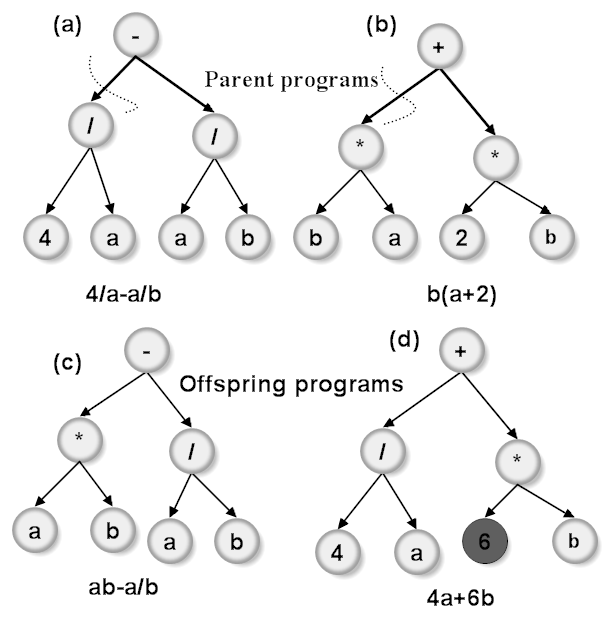 (a)
-
(b)
+
Parent programs
/
/
*
*
4
a
a
b
b
a
2
b
4/a-a/b
b(a+2)
(c)
-
(d)
+
Offspring programs
*
/
/
*
a
b
a
b
4
a
6
b
ab-a/b
4a+6b